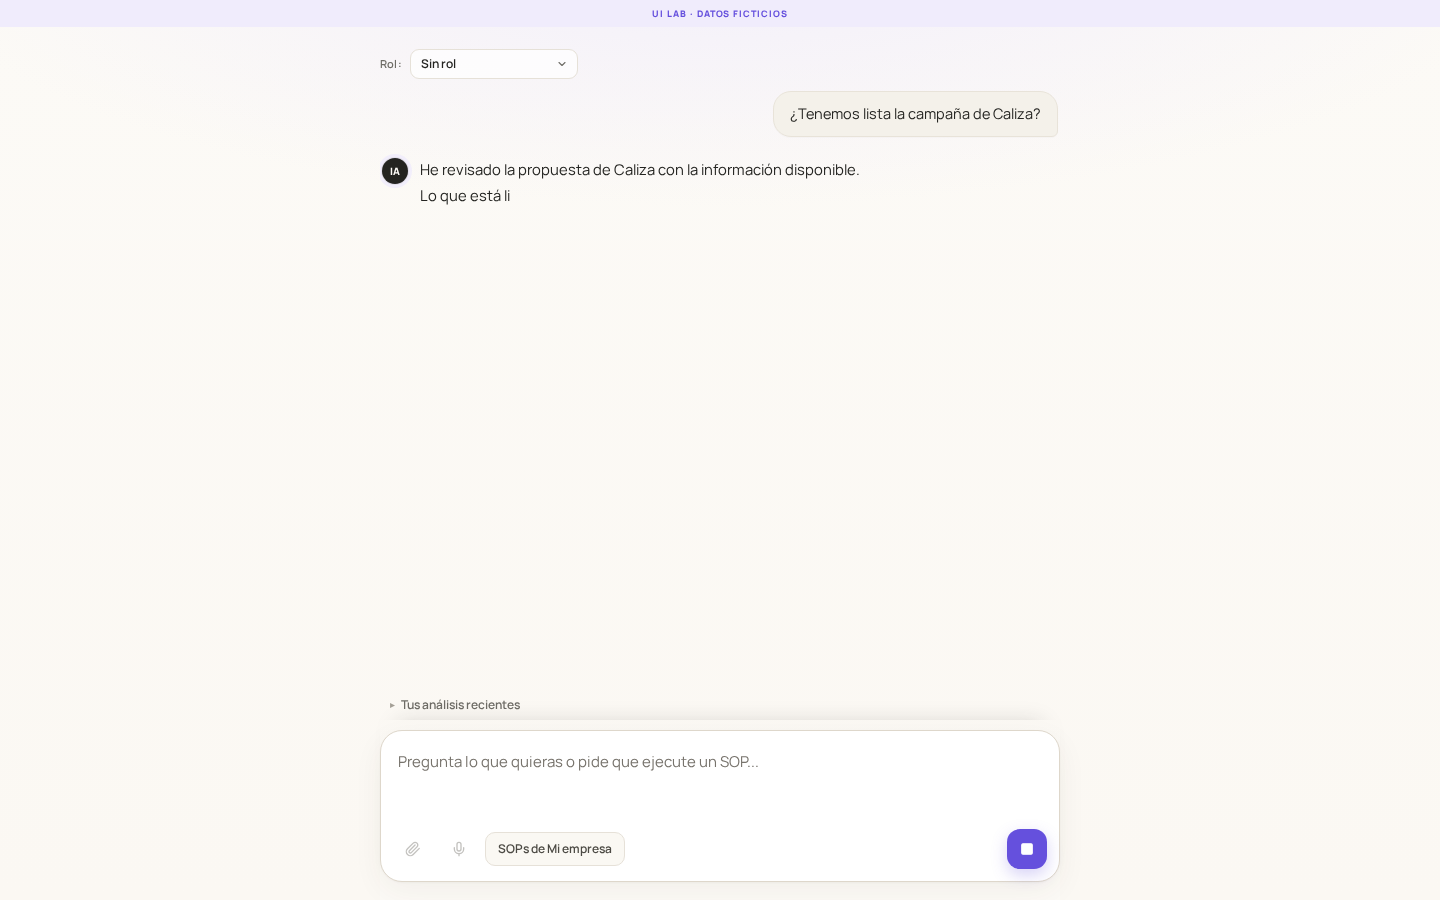 UI LAB · DATOS FICTICIOS
Rol:
Sin rol
¿Tenemos lista la campaña de Caliza?
IA
He revisado la propuesta de Caliza con la información disponible.
Lo que está li
Tus análisis recientes
Pregunta lo que quieras o pide que ejecute un SOP...
SOPs de Mi empresa